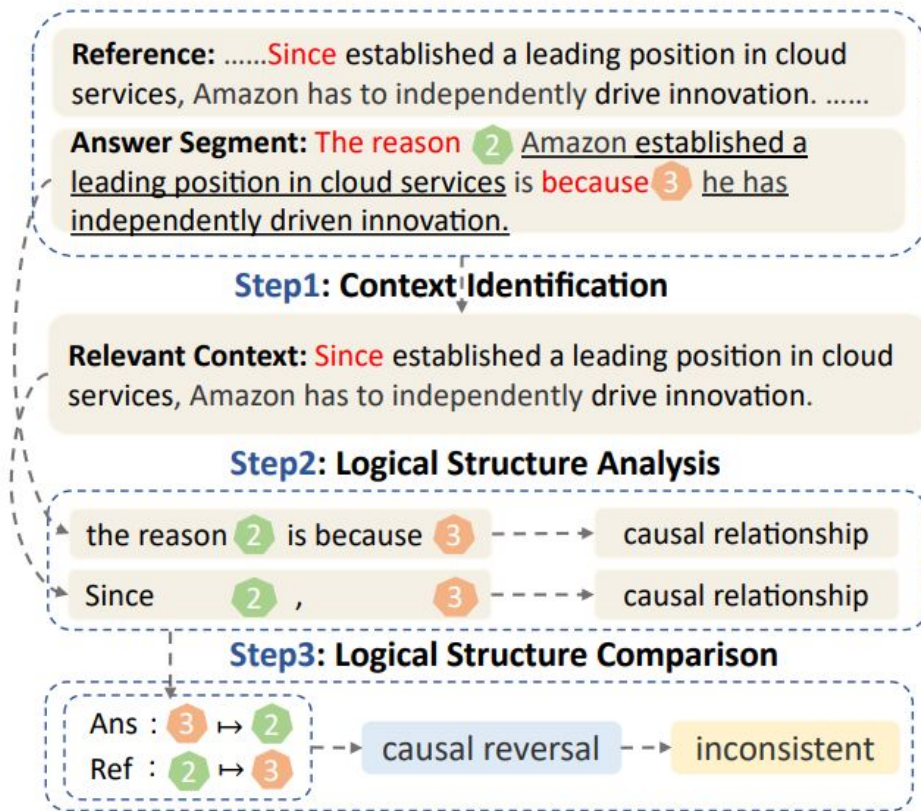 Reference: ......Since established a leading position in cloud
services, Amazon has to independently drive innovation. ......
Answer Segment: The reason 2 Amazon established a
leading position in cloud services is because 3 he has
independently driven innovation.
Step1: Context Identification
Relevant Context: Since established a leading position in cloud
services, Amazon has to independently drive innovation.
Step2: Logical Structure Analysis
the reason 2 is because 3 causal relationship
Since 2 , 3 causal relationship
Step3: Logical Structure Comparison
Ans : 3 ↦ 2
Ref : 2 ↦ 3
causal reversal
inconsistent